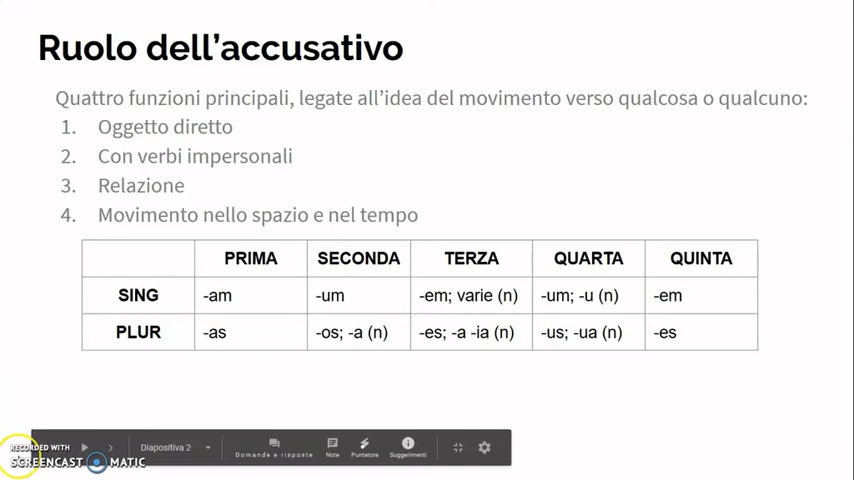 Ruolo dell'accusativo
Quattro funzioni principali, legate all'idea del movimento verso qualcosa o qualcuno:
1. Oggetto diretto
2. Con verbi impersonali
3. Relazione
4. Movimento nello spazio e nel tempo
PRIMA SECONDA TERZA QUARTA QUINTA
SING -am -um -em; varie (n) -um; -u (n) -em
PLUR -as -os; -a (n) -es; -a -ia (n) -us; -ua (n) -es
RECORDED WITH
SCREENCAST MATIC
Diapositiva 2
Domande e risposte Note Puntatore Suggerimenti